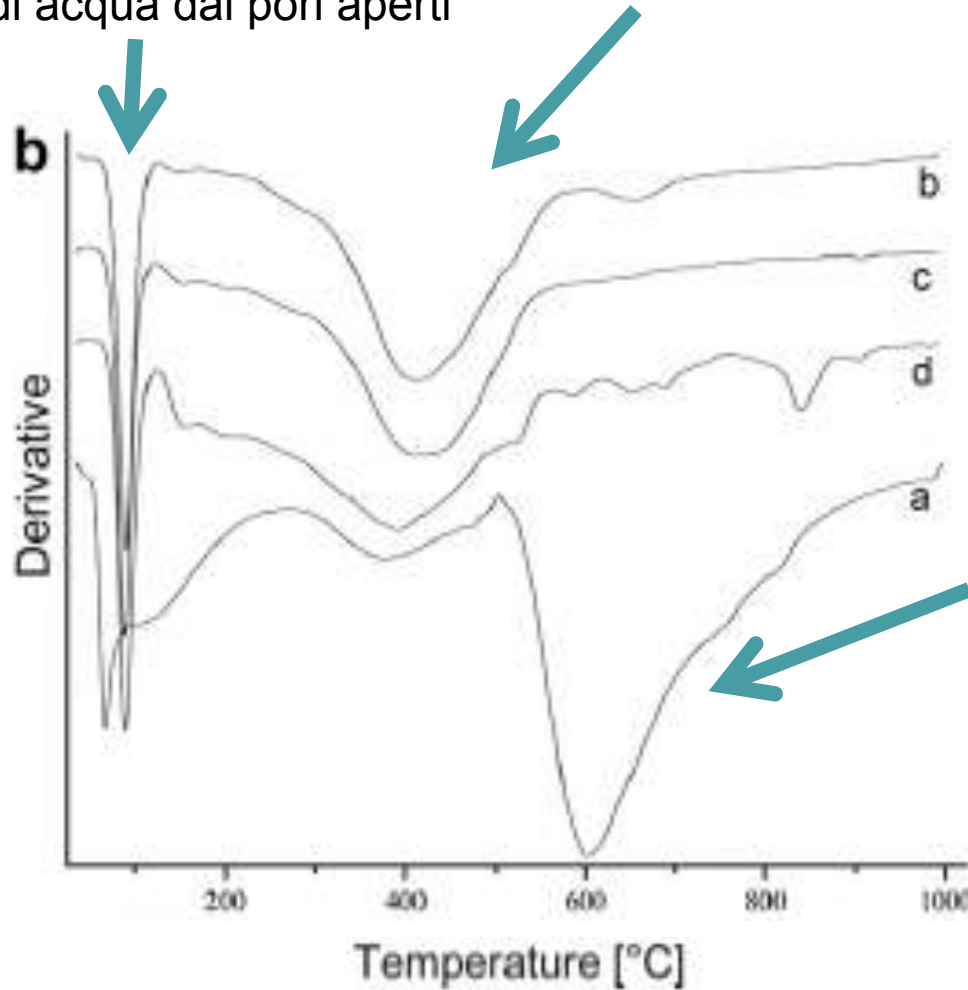 di acqua dai pori aperti
b
b
c
d
a
Derivative
200 400 600 800 1000
Temperature [°C]